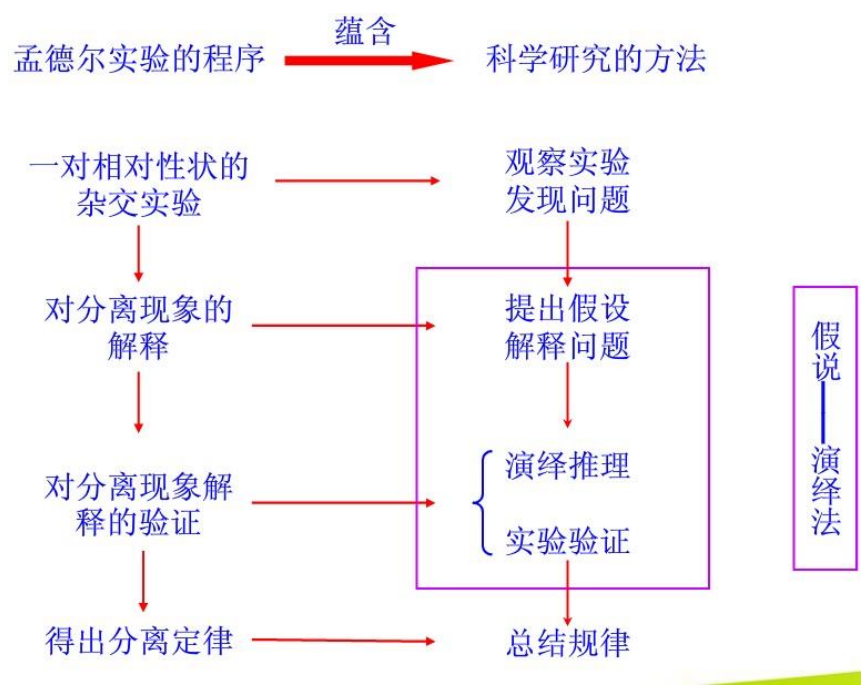 蕴含
孟德尔实验的程序
科学研究的方法
一对相对性状的
杂交实验
观察实验
发现问题
对分离现象的
解释
提出假设
解释问题
对分离现象解
释的验证
演绎推理
实验验证
得出分离定律
总结规律
假说——演绎法